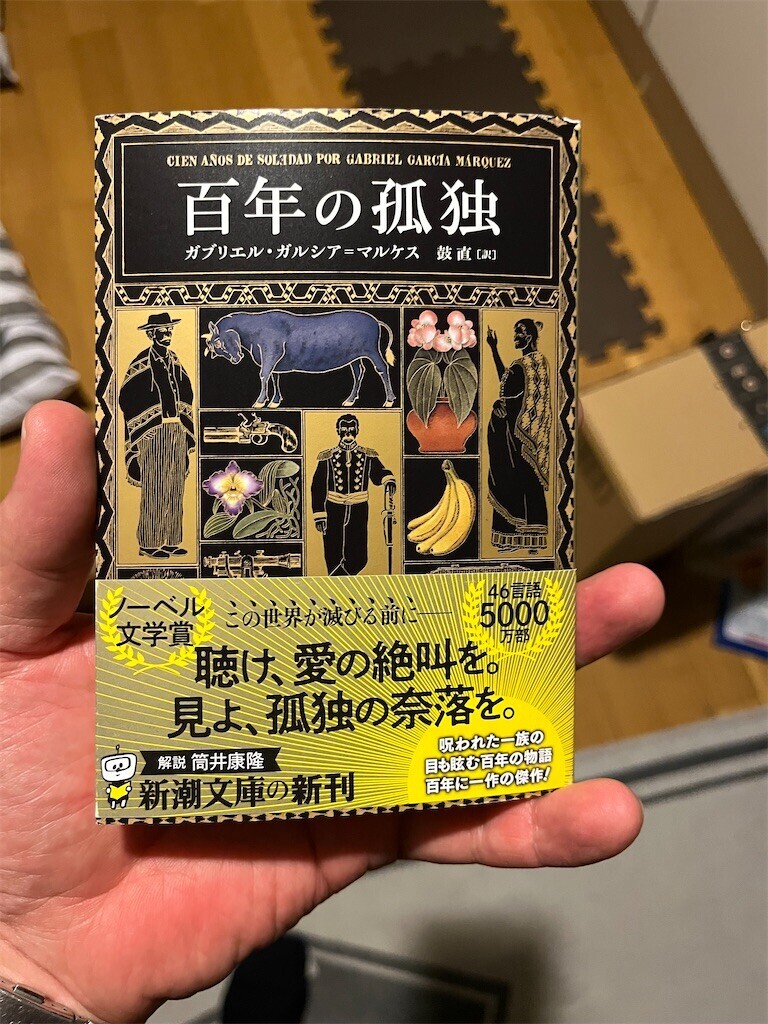 CIEN AÑOS DE SOLƎDAD POR GABRIEL GARCÍA MÁRQUEZ
百年の孤独
ガブリエル・ガルシア=マルケス 鼓 直[訳]
ノーベル
文学賞
この世界が滅びる前に――
46言語
5000
万部
聴け、愛の絶叫を。
見よ、孤独の奈落を。
解説 筒井康隆
新潮文庫の新刊
呪われた一族の
目も眩む百年の物語
百年に一作の傑作!